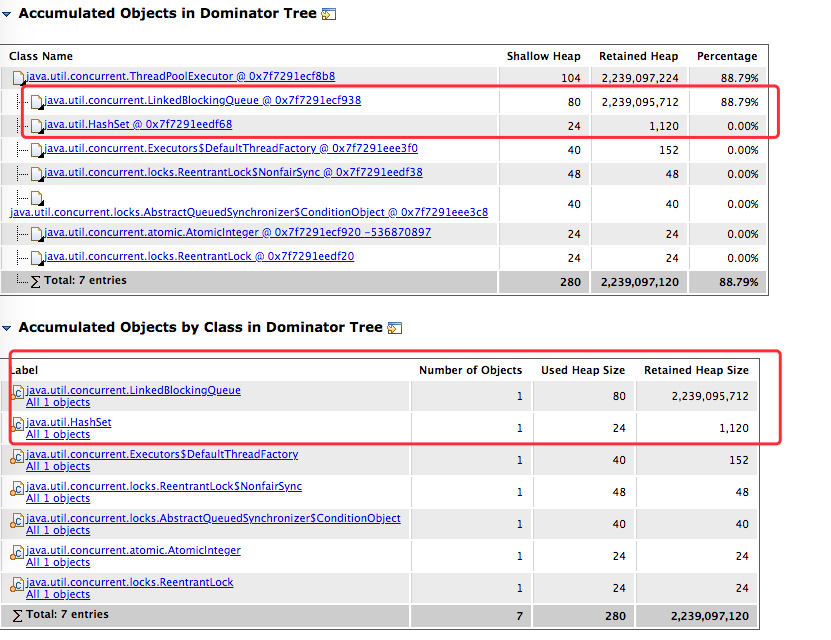 Accumulated Objects in Dominator Tree
Class Name Shallow Heap Retained Heap Percentage
java.util.concurrent.ThreadPoolExecutor @ 0x7f7291ecf8b8 104 2,239,097,224 88.79%
java.util.concurrent.LinkedBlockingQueue @ 0x7f7291ecf938 80 2,239,095,712 88.79%
java.util.HashSet @ 0x7f7291eedf68 24 1,120 0.00%
java.util.concurrent.Executors$DefaultThreadFactory @ 0x7f7291eee3f0 40 152 0.00%
java.util.concurrent.locks.ReentrantLock$NonfairSync @ 0x7f7291eedf38 48 48 0.00%
java.util.concurrent.locks.AbstractQueuedSynchronizer$ConditionObject @ 0x7f7291eee3c8 40 40 0.00%
java.util.concurrent.atomic.AtomicInteger @ 0x7f7291ecf920 -536870897 24 24 0.00%
java.util.concurrent.locks.ReentrantLock @ 0x7f7291eedf20 24 24 0.00%
∑ Total: 7 entries 280 2,239,097,120 88.79%
Accumulated Objects by Class in Dominator Tree
Label Number of Objects Used Heap Size Retained Heap Size
java.util.concurrent.LinkedBlockingQueue
All 1 objects 1 80 2,239,095,712
java.util.HashSet
All 1 objects 1 24 1,120
java.util.concurrent.Executors$DefaultThreadFactory
All 1 objects 1 40 152
java.util.concurrent.locks.ReentrantLock$NonfairSync
All 1 objects 1 48 48
java.util.concurrent.locks.AbstractQueuedSynchronizer$ConditionObject
All 1 objects 1 40 40
java.util.concurrent.atomic.AtomicInteger
All 1 objects 1 24 24
java.util.concurrent.locks.ReentrantLock
All 1 objects 1 24 24
∑ Total: 7 entries 7 280 2,239,097,120